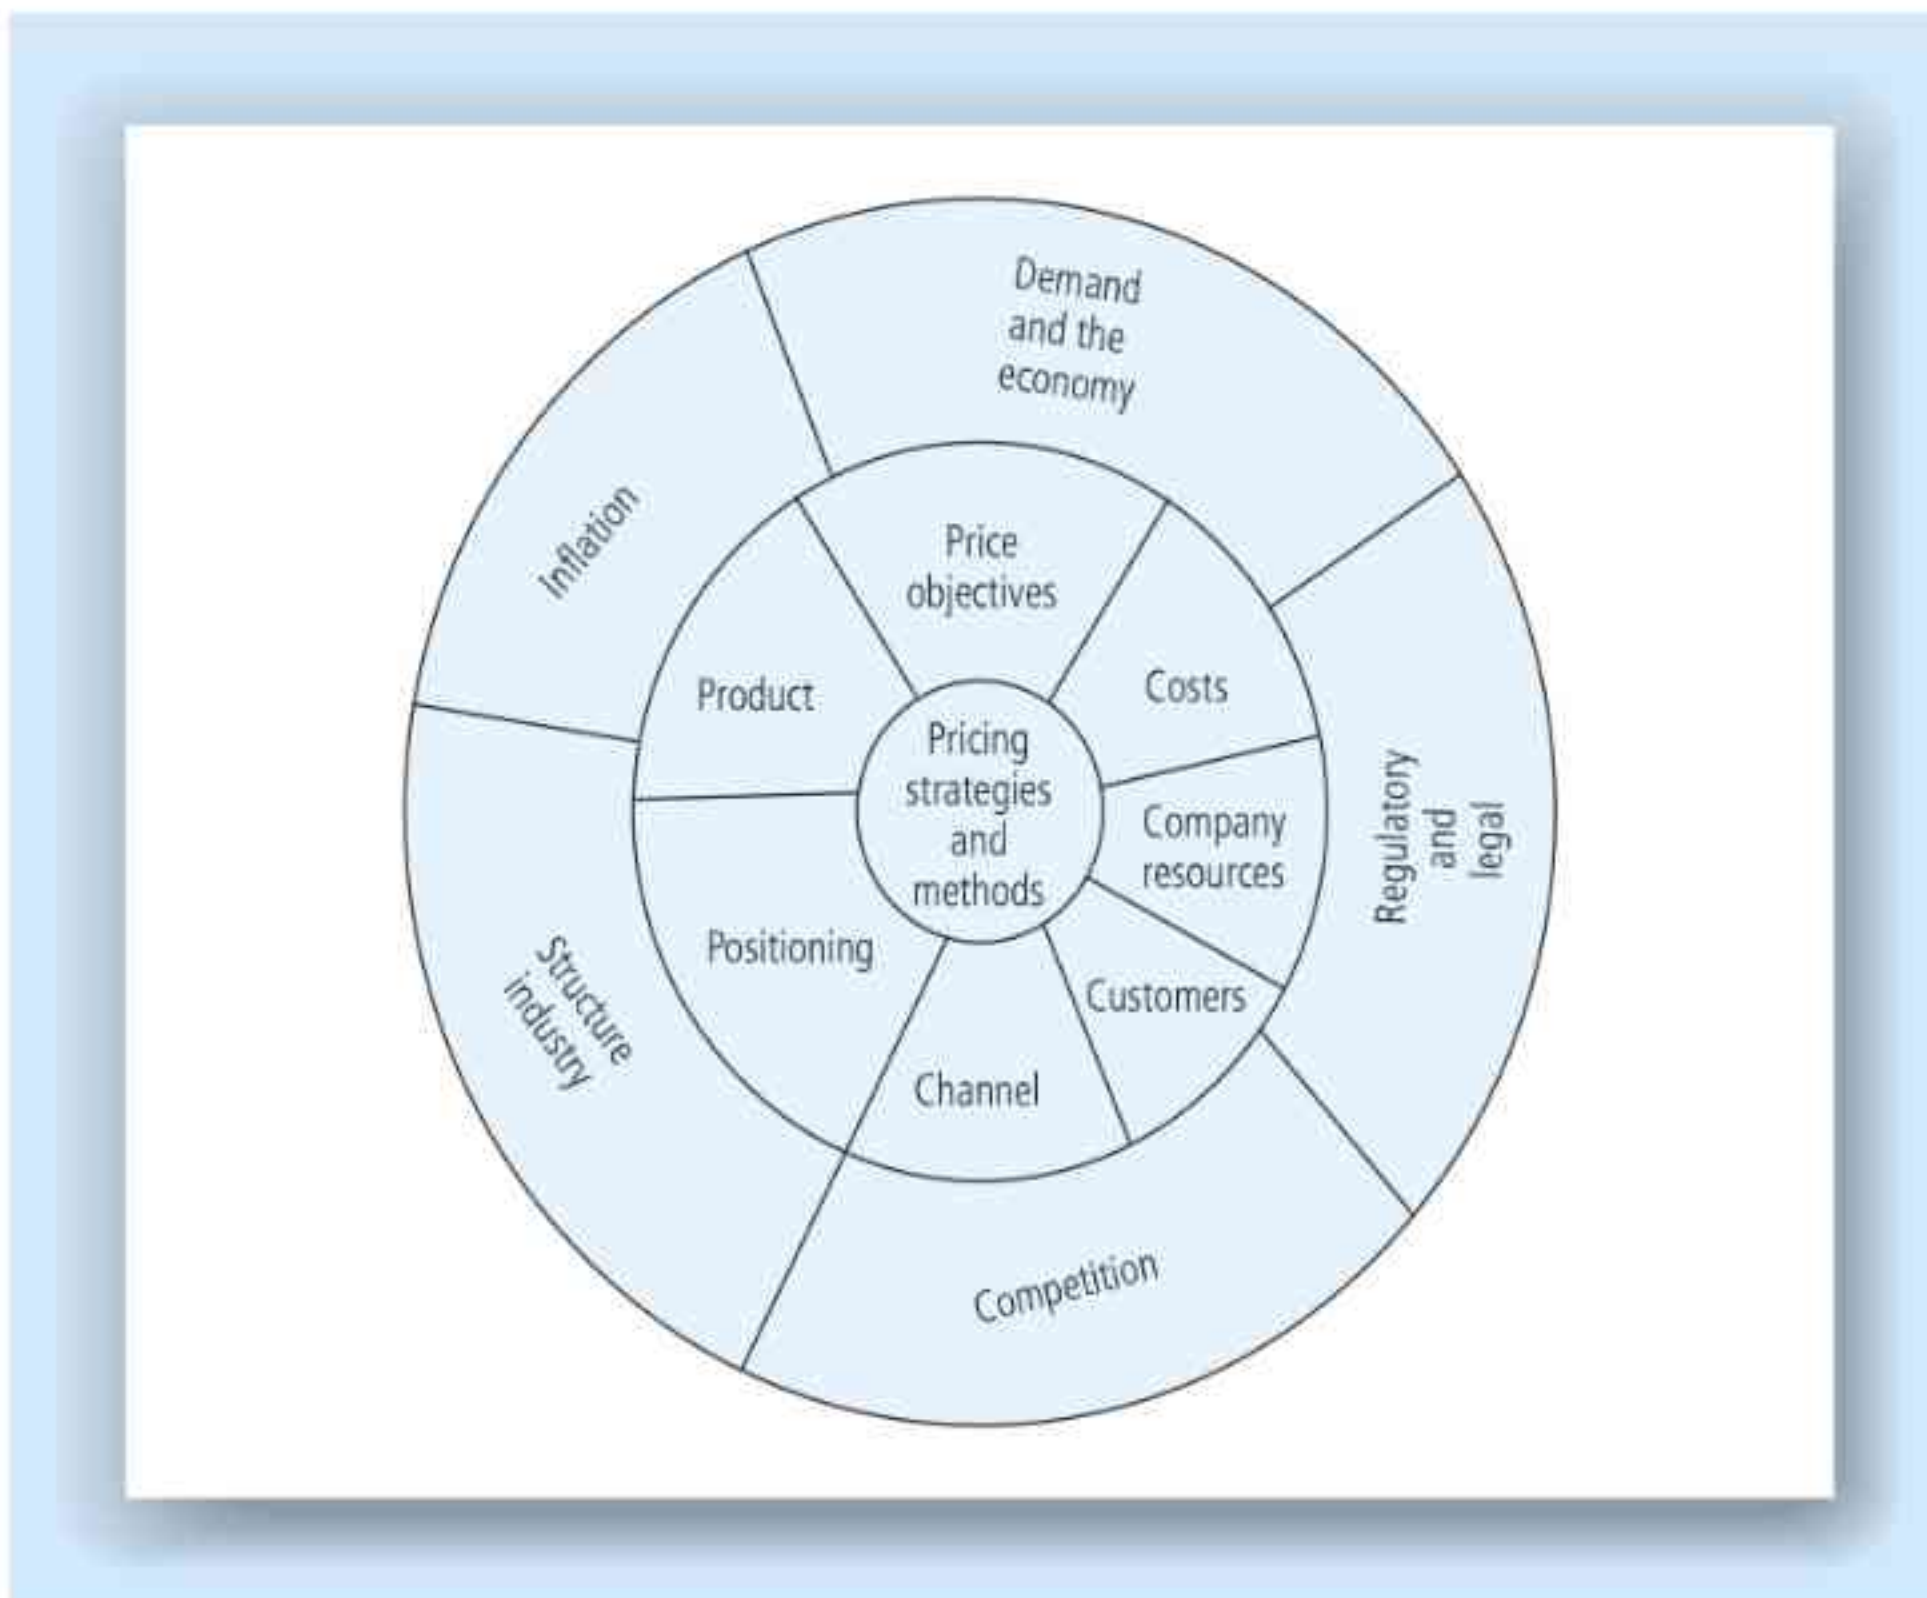 Demand
and the
economy
Inflation
Price
objectives
Product
Costs
Pricing
strategies
and
methods
Company
resources
Regulatory
and
legal
Positioning
Customers
Structure
industry
Channel
Competition